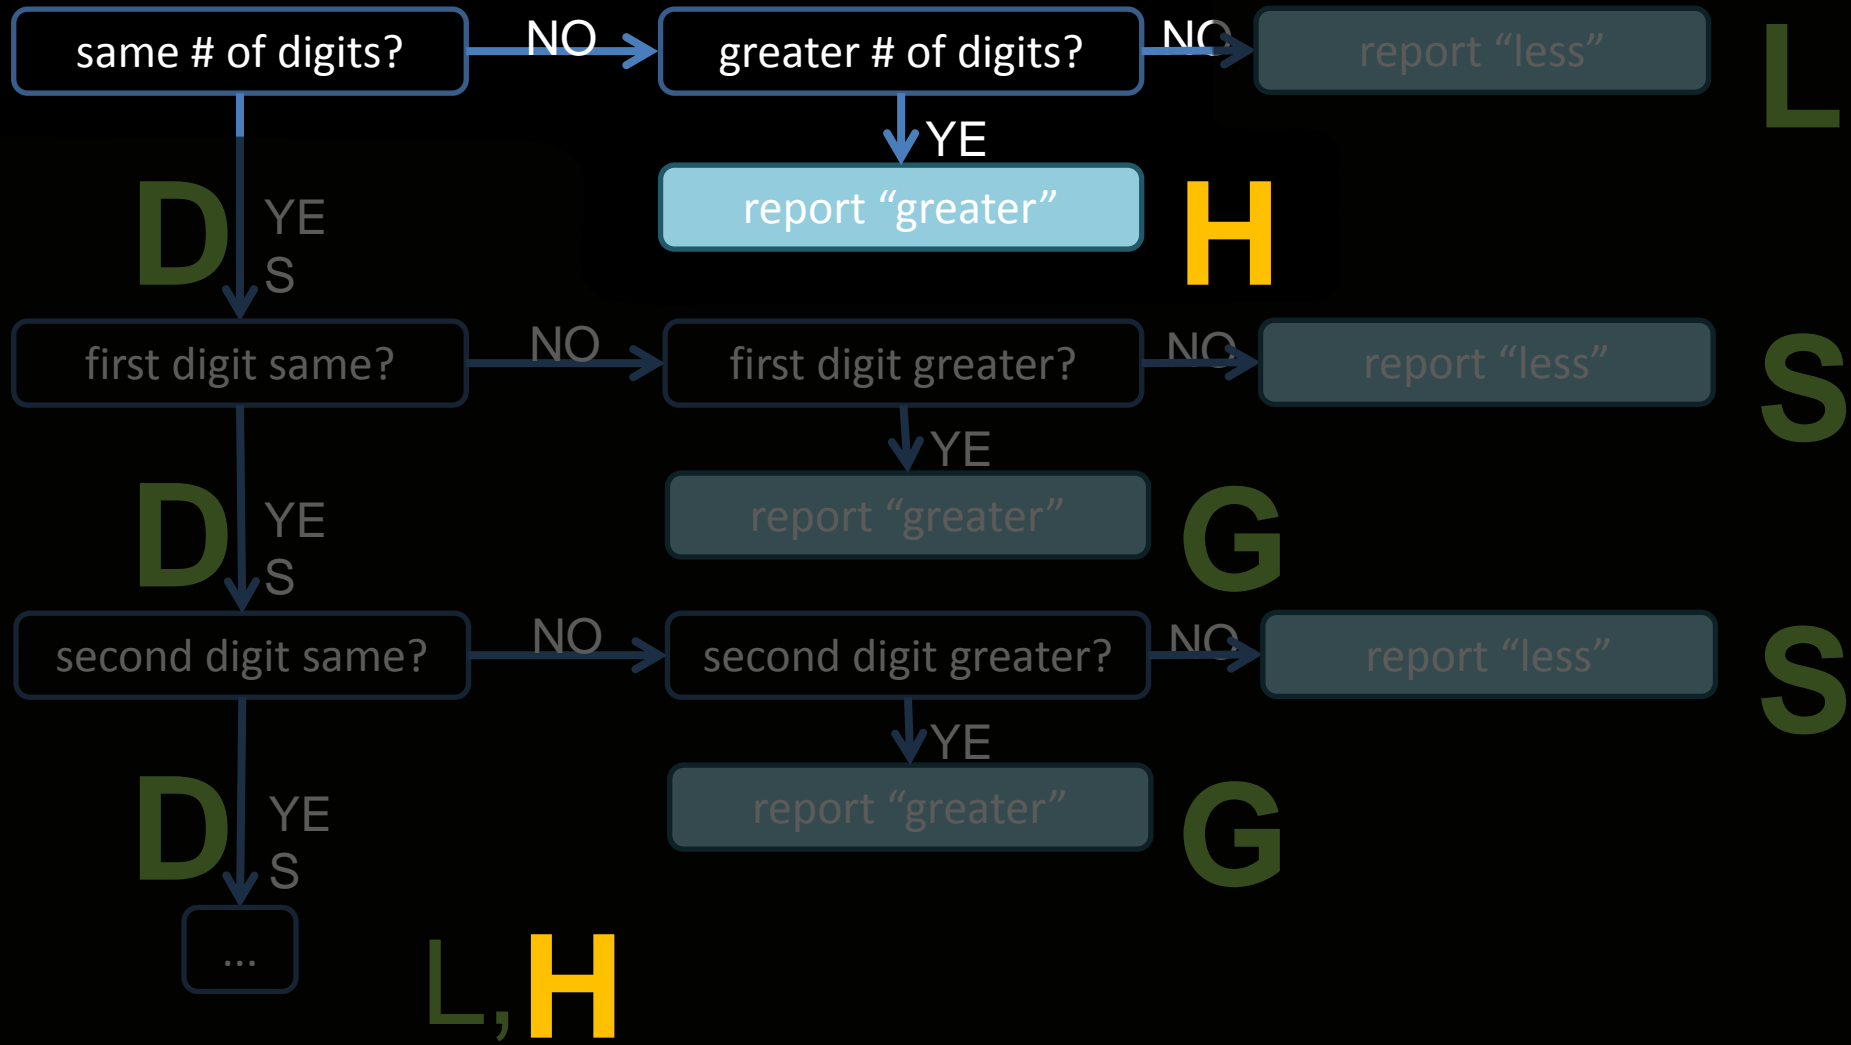 same # of digits?
NO
greater # of digits?
NO
report “less”
L
YE
report “greater”
H
D
YE
S
first digit same?
NO
first digit greater?
NO
report “less”
S
YE
report “greater”
G
D
YE
S
second digit same?
NO
second digit greater?
NO
report “less”
S
YE
report “greater”
G
D
YE
S
...
L, H